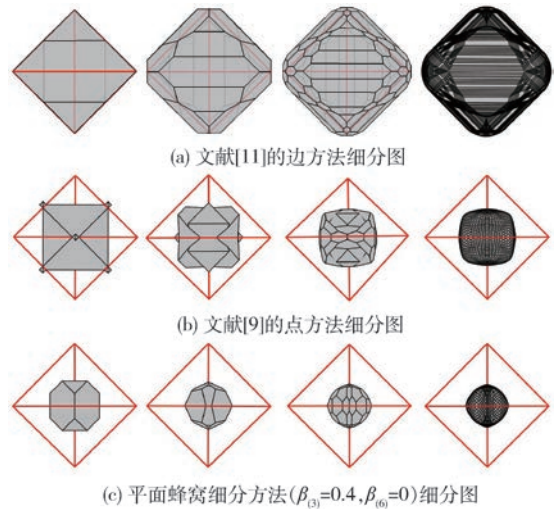 (a) 文献[11]的边方法细分图
(b) 文献[9]的点方法细分图
(c) 平面蜂窝细分方法(β(3)=0.4,β(6)=0)细分图